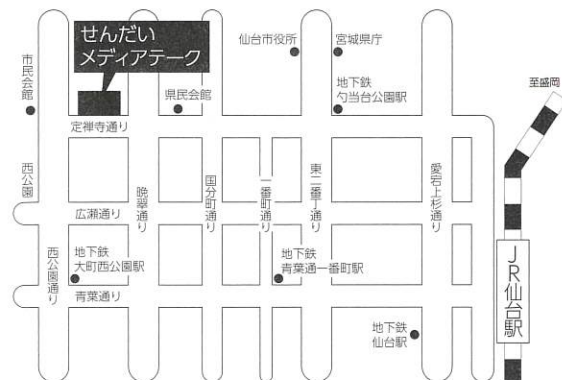 せんだい
メディアテーク
市民会館
仙台市役所
宮城県庁
県民会館
地下鉄
勾当台公園駅
至盛岡
定禅寺通り
西公園
晩翠通り
国分町通り
一番町通り
東二番丁通り
愛宕上杉通り
広瀬通り
西公園通り
地下鉄
大町西公園駅
地下鉄
青葉通一番町駅
青葉通り
JR仙台駅
地下鉄
仙台駅